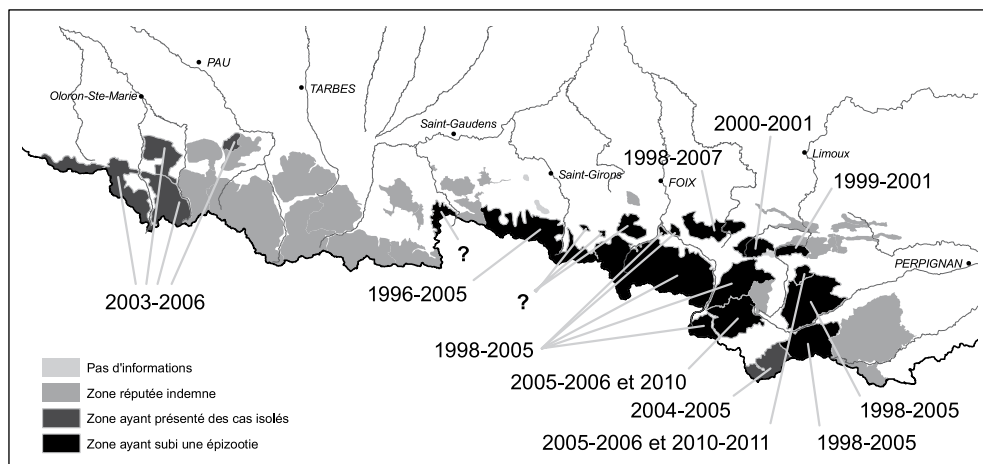 PAU
Oloron-Ste-Marie
TARBES
Saint-Gaudens
2000-2001
Limoux
1998-2007
Saint-Girons
FOIX
1999-2001
?
PERPIGNAN
2003-2006
1996-2005
?
1998-2005
Pas d'informations
2005-2006 et 2010
Zone réputée indemne
2004-2005
1998-2005
Zone ayant présenté des cas isolés
2005-2006 et 2010-2011
1998-2005
Zone ayant subi une épizootie